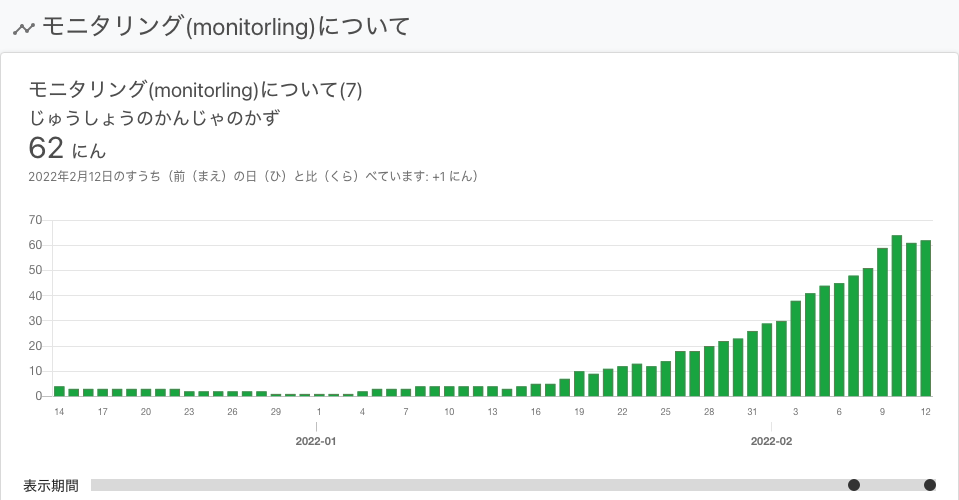 モニタリング(monitorling)について
モニタリング(monitorling)について(7)
じゅうしょうのかんじゃのかず
62 にん
2022年2月12日のすうち（前（まえ）の日（ひ）と比（くら）べています: +1 にん）
70
60
50
40
30
20
10
0
14 17 20 23 26 29 1 4 7 10 13 16 19 22 25 28 31 3 6 9 12
2022-01 2022-02
表示期間